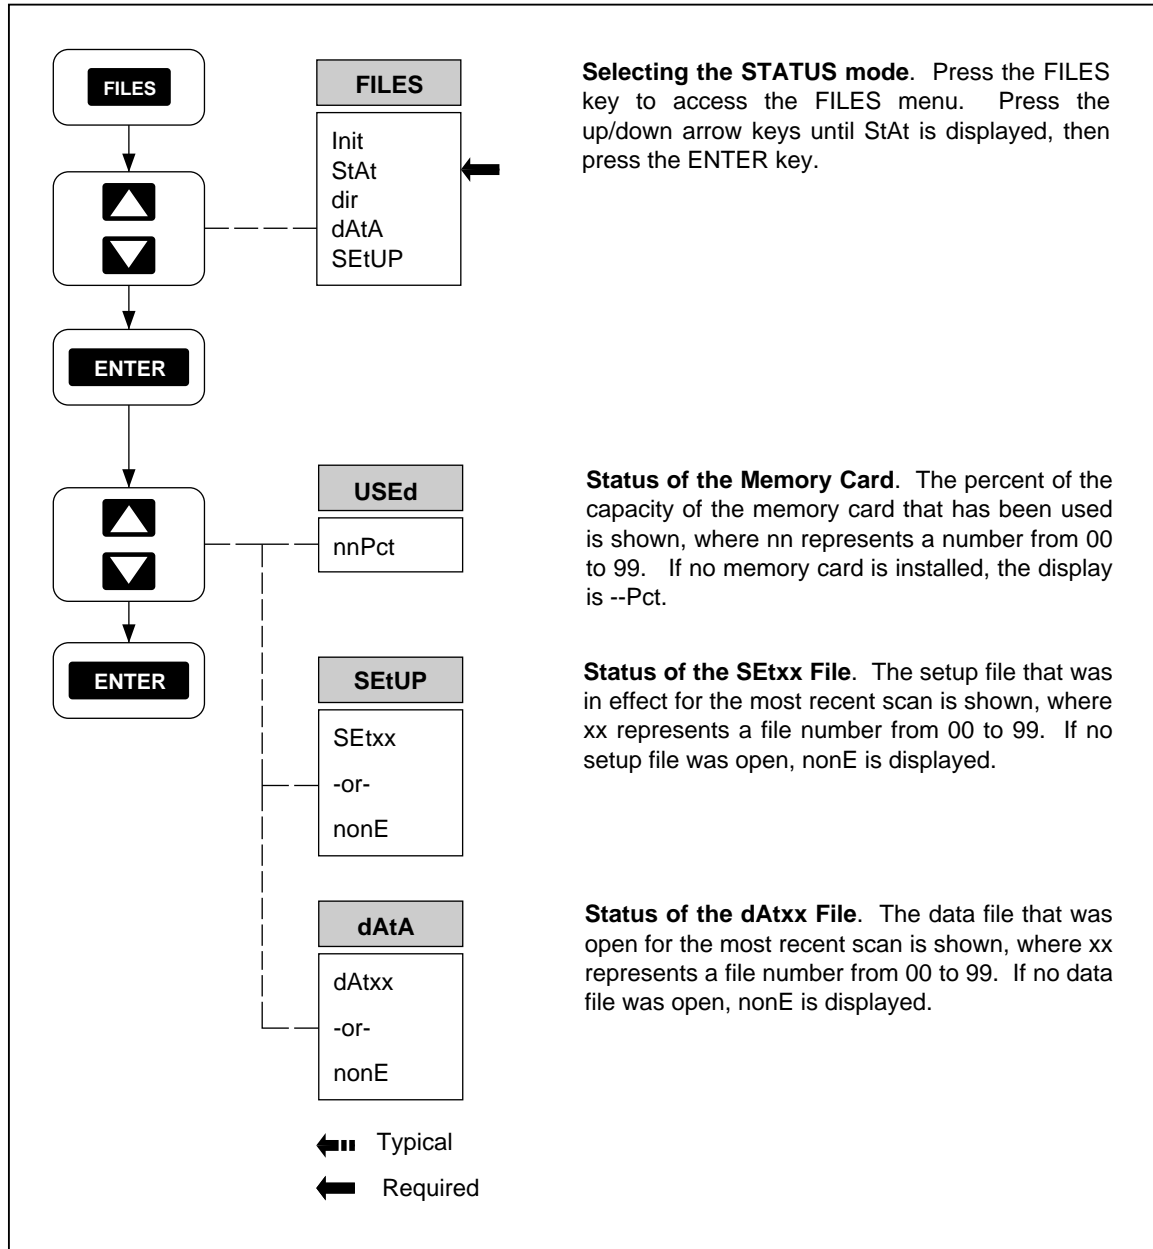 FILES
FILES
Init
StAt
dir
dAtA
SEtUP
Selecting the STATUS mode. Press the FILES
key to access the FILES menu. Press the
up/down arrow keys until StAt is displayed, then
press the ENTER key.
ENTER
USEd
nnPct
Status of the Memory Card. The percent of the
capacity of the memory card that has been used
is shown, where nn represents a number from 00
to 99. If no memory card is installed, the display
is --Pct.
ENTER
SEtUP
SEtxx
-or-
nonE
Status of the SEtxx File. The setup file that was
in effect for the most recent scan is shown, where
xx represents a file number from 00 to 99. If no
setup file was open, nonE is displayed.
dAtA
dAtxx
-or-
nonE
Status of the dAtxx File. The data file that was
open for the most recent scan is shown, where xx
represents a file number from 00 to 99. If no data
file was open, nonE is displayed.
Typical
Required